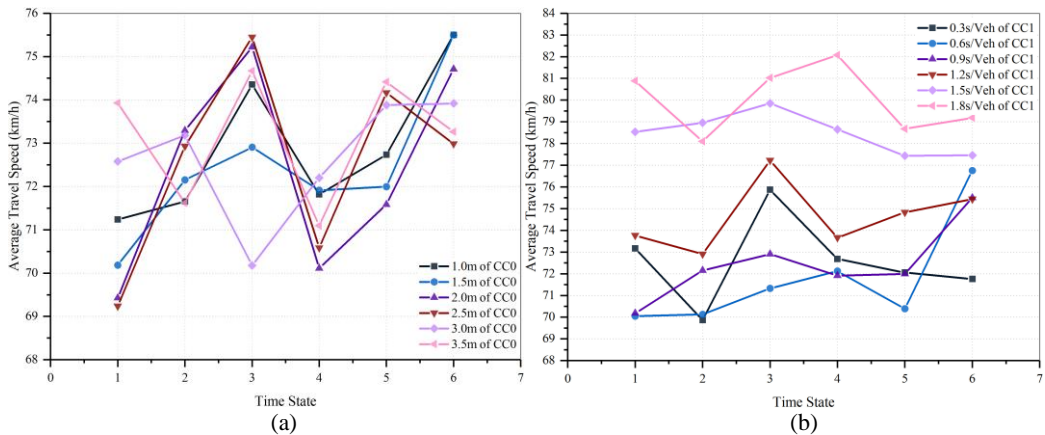 76
75
74
73
72
71
70
69
68
Average Travel Speed (km/h)
1.0m of CC0
1.5m of CC0
2.0m of CC0
2.5m of CC0
3.0m of CC0
3.5m of CC0
0 1 2 3 4 5 6 7
Time State
(a)
84
83
82
81
80
79
78
77
76
75
74
73
72
71
70
69
68
Average Travel Speed (km/h)
0.3s/Veh of CC1
0.6s/Veh of CC1
0.9s/Veh of CC1
1.2s/Veh of CC1
1.5s/Veh of CC1
1.8s/Veh of CC1
0 1 2 3 4 5 6 7
Time State
(b)